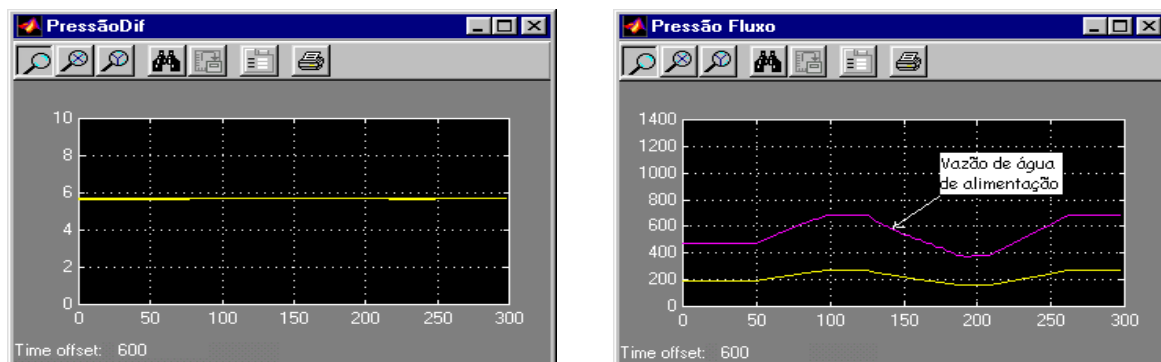 PressãoDif
10
8
6
4
2
0
0 50 100 150 200 250 300
Time offset: 600
Pressão Fluxo
1400
1200
1000
800
600
400
200
0
Vazão de água
de alimentação
0 50 100 150 200 250 300
Time offset: 600